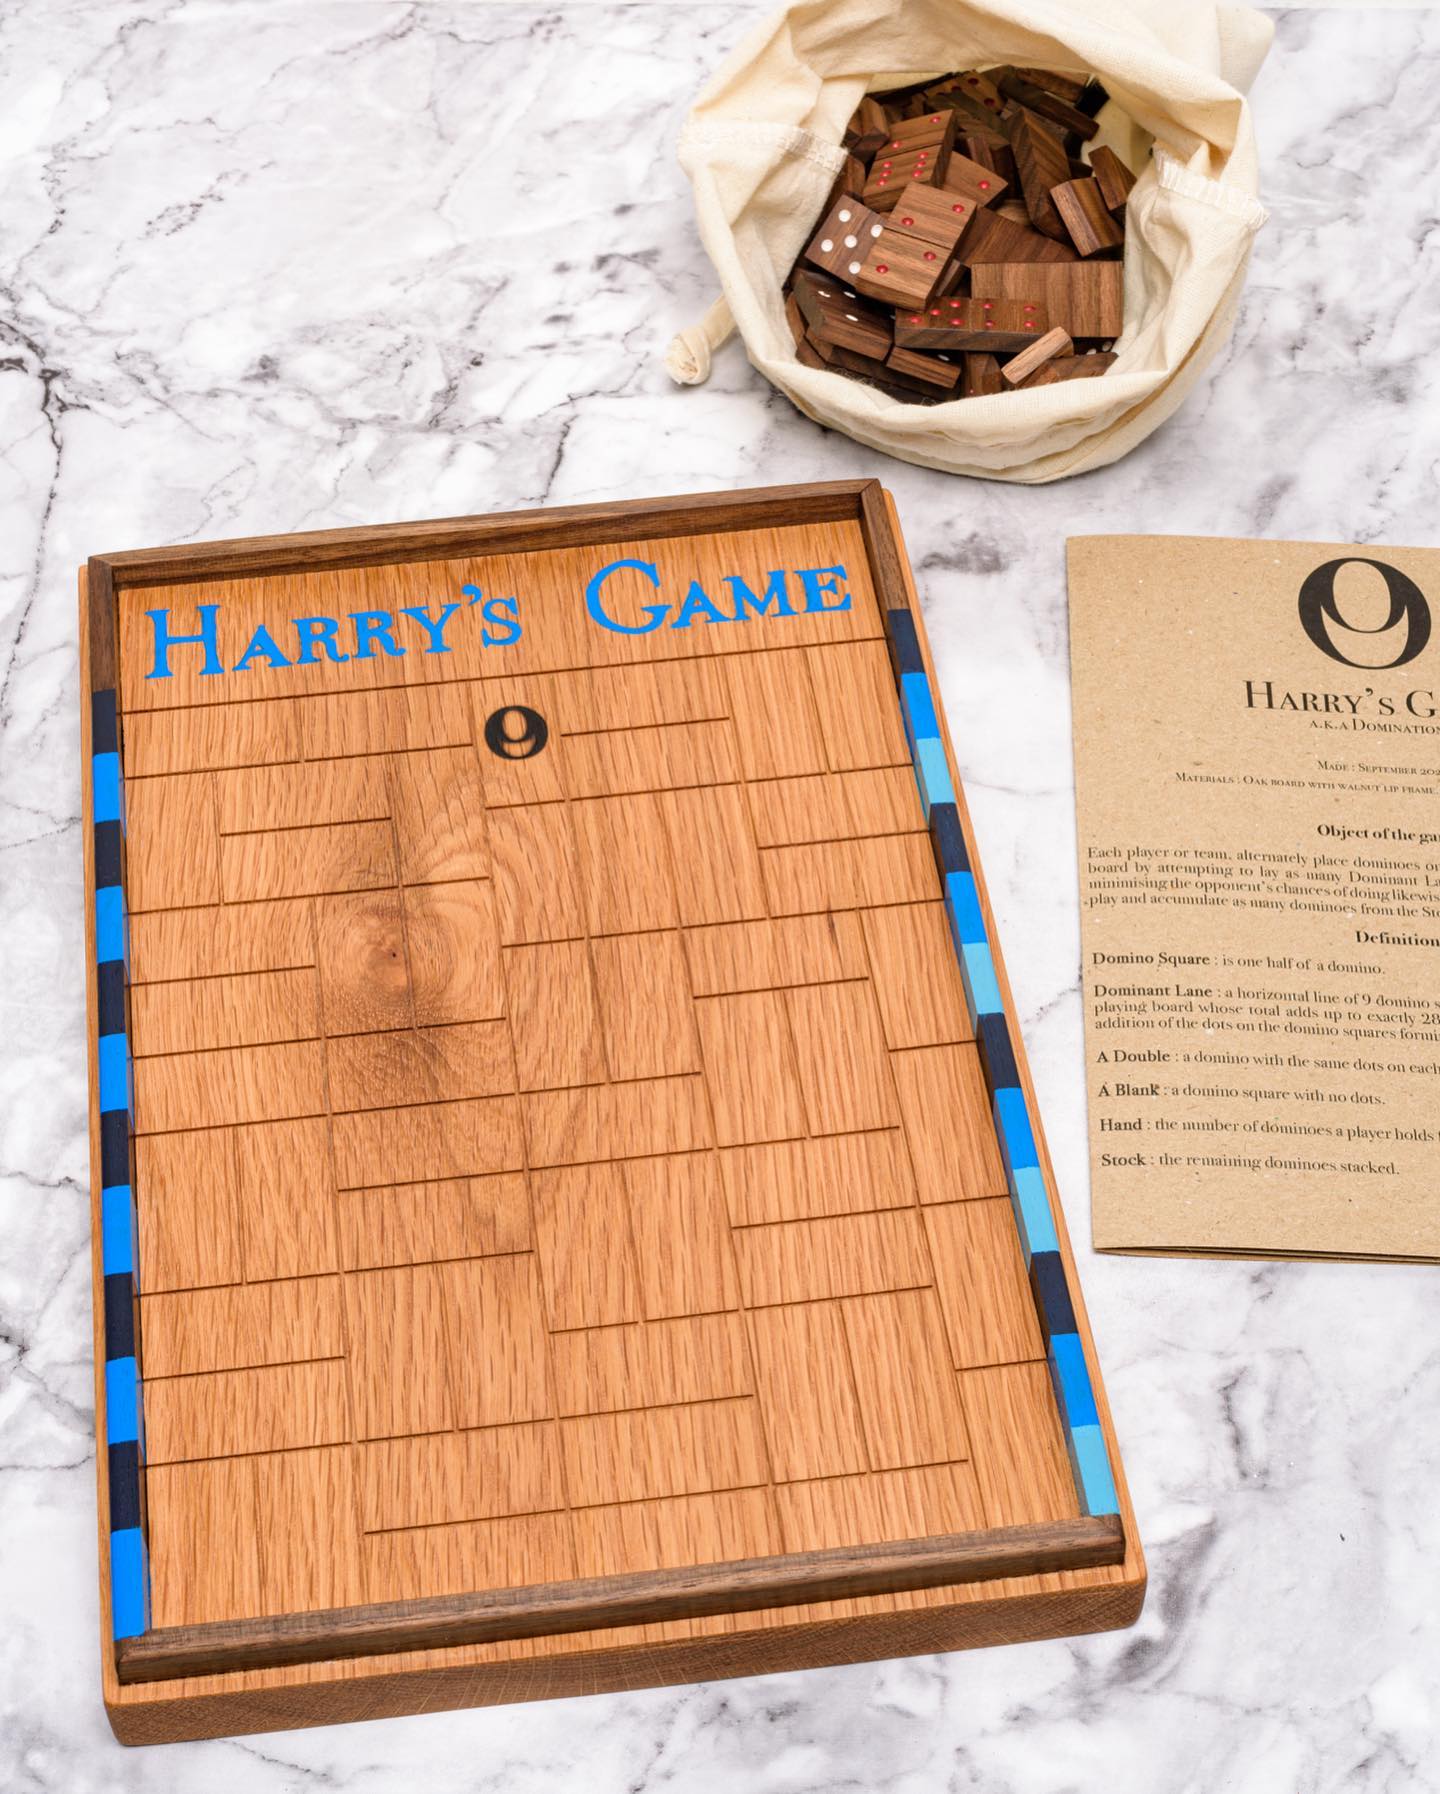 HARRY'S GAME
HARRY'S G
A.K.A DOMINATION
MADE : SEPTEMBER 202
MATERIALS : OAK BOARD WITH WALNUT LIP FRAME.
Object of the gam
Each player or team, alternately place dominoes on
board by attempting to lay as many Dominant La
minimising the opponent's chances of doing likewise
play and accumulate as many dominoes from the Sto
Definition
Domino Square : is one half of a domino.
Dominant Lane : a horizontal line of 9 domino s
playing board whose total adds up to exactly 28
addition of the dots on the domino squares formi
A Double : a domino with the same dots on each
A Blank : a domino square with no dots.
Hand : the number of dominoes a player holds
Stock : the remaining dominoes stacked.